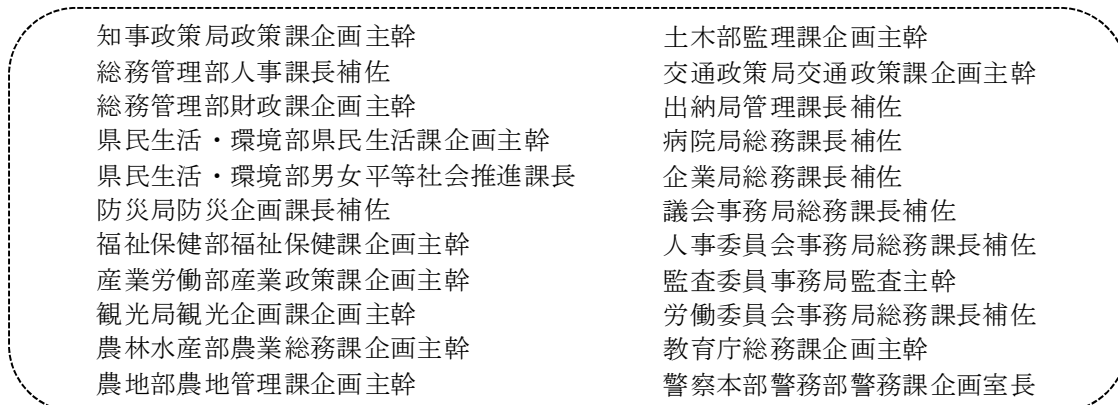 知事政策局政策課企画主幹
総務管理部人事課長補佐
総務管理部財政課企画主幹
県民生活・環境部県民生活課企画主幹
県民生活・環境部男女平等社会推進課長
防災局防災企画課長補佐
福祉保健部福祉保健課企画主幹
産業労働部産業政策課企画主幹
観光局観光企画課企画主幹
農林水産部農業総務課企画主幹
農地部農地管理課企画主幹
土木部監理課企画主幹
交通政策局交通政策課企画主幹
出納局管理課長補佐
病院局総務課長補佐
企業局総務課長補佐
議会事務局総務課長補佐
人事委員会事務局総務課長補佐
監査委員事務局監査主幹
労働委員会事務局総務課長補佐
教育庁総務課企画主幹
警察本部警務部警務課企画室長